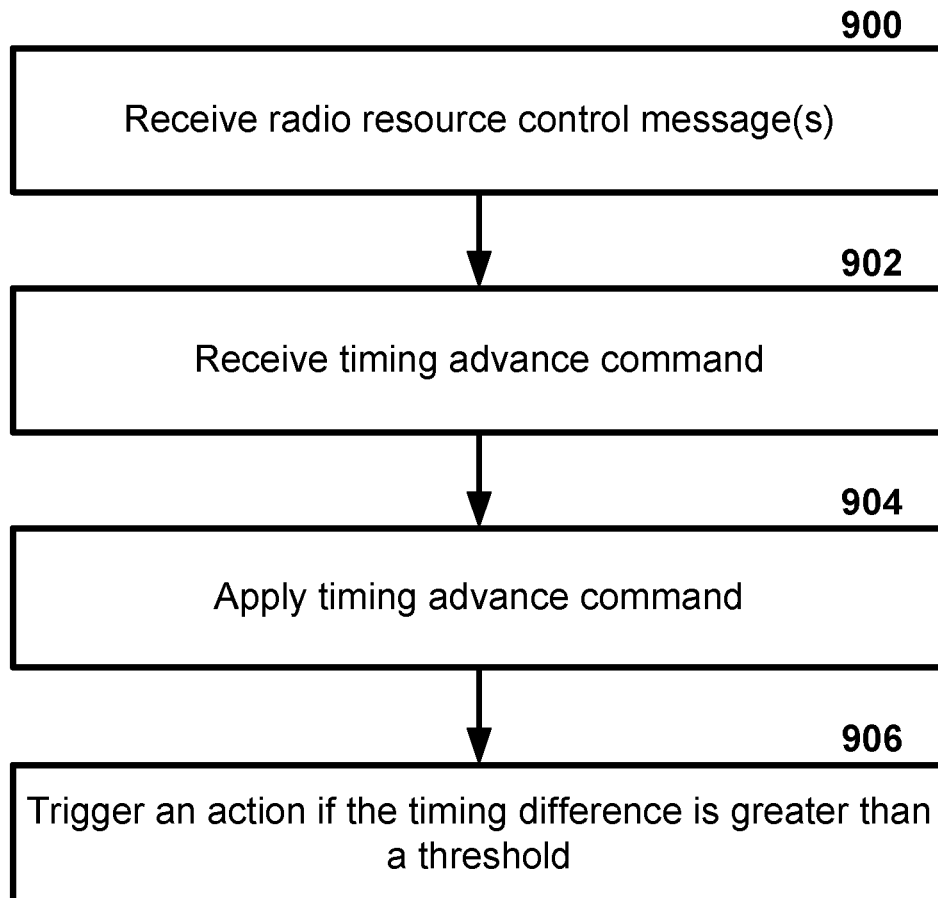 900
Receive radio resource control message(s)
902
Receive timing advance command
904
Apply timing advance command
906
Trigger an action if the timing difference is greater than
a threshold